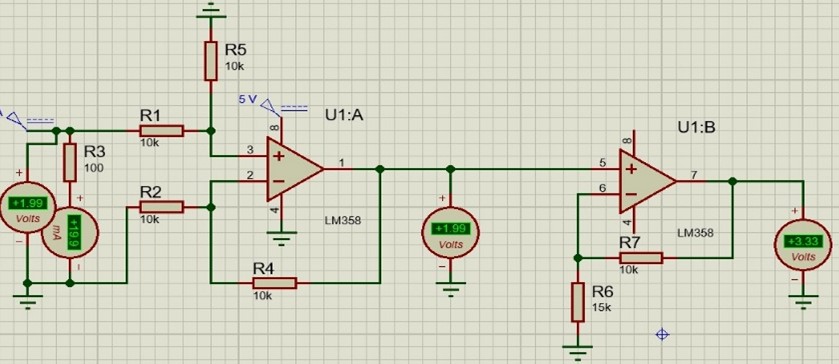 R5
10k
5 V
U1:A
R1
10k
8
3
2
1
4
LM358
R3
100
R2
10k
+1.99
Volts
+19.9
mA
R4
10k
+1.99
Volts
U1:B
8
5
6
7
4
LM358
R7
10k
R6
15k
+3.33
Volts